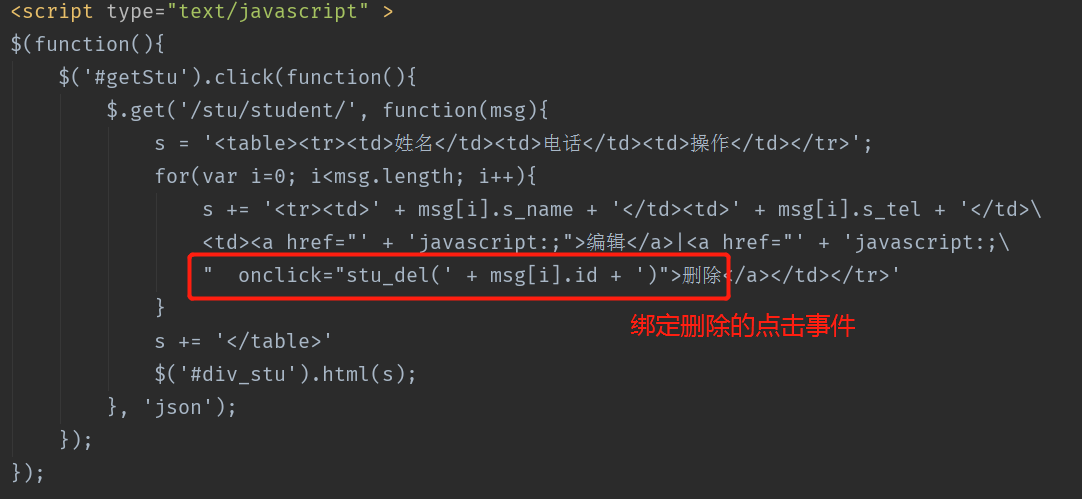 <script type="text/javascript" >
$(function(){
    $('#getStu').click(function(){
        $.get('/stu/student/', function(msg){
            s = '<table><tr><td>姓名</td><td>电话</td><td>操作</td></tr>';
            for(var i=0; i<msg.length; i++){
                s += '<tr><td>' + msg[i].s_name + '</td><td>' + msg[i].s_tel + '</td>\
                <td><a href="' + 'javascript:;">编辑</a>|<a href="' + 'javascript:;\
                "  onclick="stu_del(' + msg[i].id + ')">删除</a></td></tr>'
            }
绑定删除的点击事件
            s += '</table>'
            $('#div_stu').html(s);
        }, 'json');
    });
});